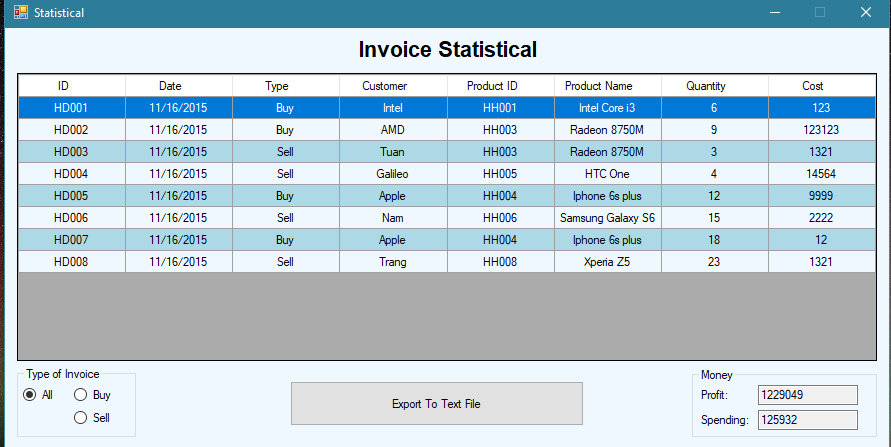 Statistical
Invoice Statistical
ID Date Type Customer Product ID Product Name Quantity Cost
HD001 11/16/2015 Buy Intel HH001 Intel Core i3 6 123
HD002 11/16/2015 Buy AMD HH003 Radeon 8750M 9 123123
HD003 11/16/2015 Sell Tuan HH003 Radeon 8750M 3 1321
HD004 11/16/2015 Sell Galileo HH005 HTC One 4 14564
HD005 11/16/2015 Buy Apple HH004 Iphone 6s plus 12 9999
HD006 11/16/2015 Sell Nam HH006 Samsung Galaxy S6 15 2222
HD007 11/16/2015 Buy Apple HH004 Iphone 6s plus 18 12
HD008 11/16/2015 Sell Trang HH008 Xperia Z5 23 1321
Type of Invoice
All Buy
Sell
Export To Text File
Money
Profit: 1229049
Spending: 125932